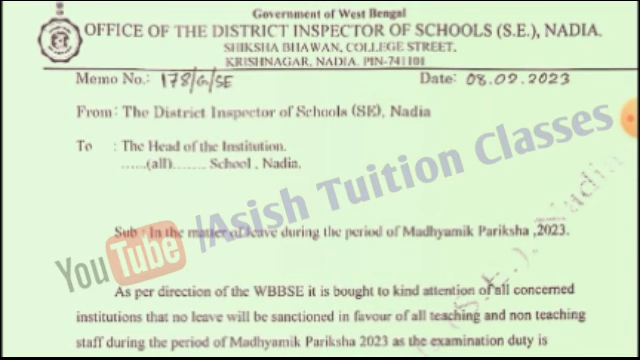 Government of West Bengal
OFFICE OF THE DISTRICT INSPECTOR OF SCHOOLS (S.E.), NADIA.
SHIKSHA BHAWAN, COLLEGE STREET,
KRISHNAGAR, NADIA. PIN-741101
Memo No.: 178/G/SE Date: 08.02.2023
From: The District Inspector of Schools (SE), Nadia
To : The Head of the Institution.
......(all)........ School , Nadia.
YouTube /Asish Tuition Classes
Sub : In the matter of leave during the period of Madhyamik Pariksha ,2023.
As per direction of the WBBSE it is bought to kind attention of all concerned
institutions that no leave will be sanctioned in favour of all teaching and non teaching
staff during the period of Madhyamik Pariksha 2023 as the examination duty is
(S.E.), Nadia